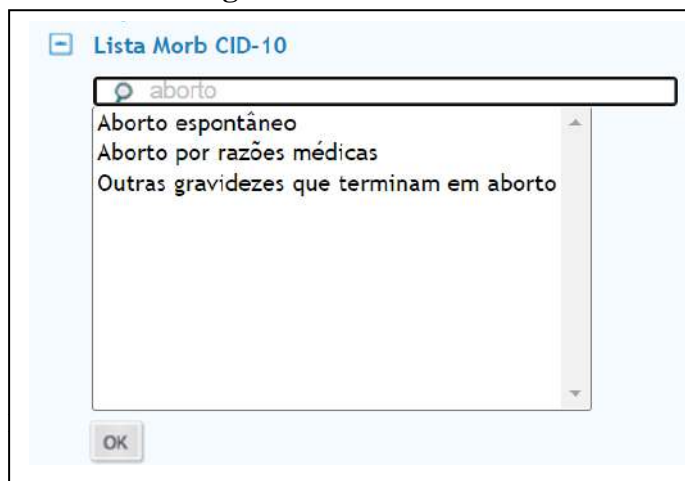 Lista Morb CID-10
aborto
Aborto espontâneo
Aborto por razões médicas
Outras gravidezes que terminam em aborto
OK